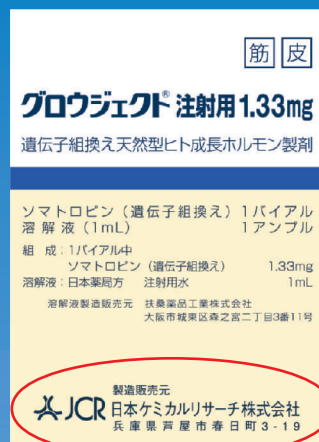 筋 皮
グロウジェクト® 注射用1.33mg
遺伝子組換え天然型ヒト成長ホルモン製剤
ソマトロピン(遺伝子組換え) 1バイアル
溶解液(1mL) 1アンプル
組 成:1バイアル中
ソマトロピン(遺伝子組換え) 1.33mg
溶解液:日本薬局方 注射用水 1mL
溶解液製造販売元 扶桑薬品工業株式会社
大阪市城東区森之宮二丁目3番11号
製造販売元
JCR 日本ケミカルリサーチ株式会社
兵庫県芦屋市春日町3-19